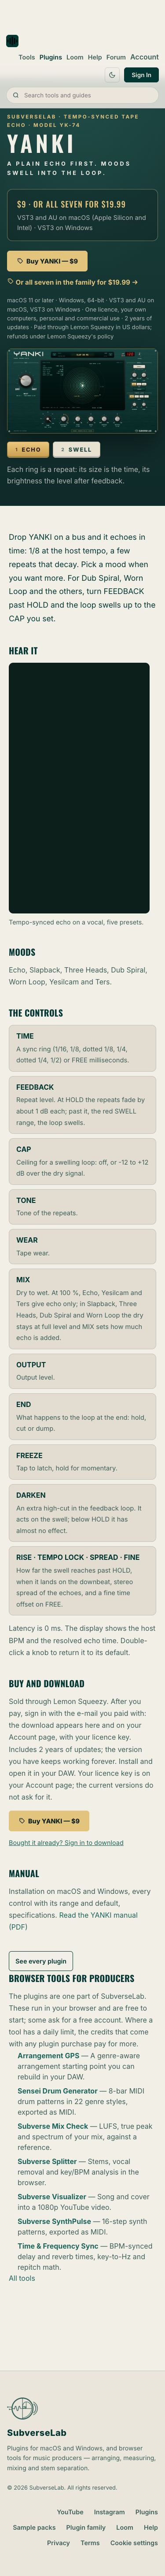 Tools Plugins Loom Help Forum Account
Sign In
Search tools and guides
SUBVERSELAB · TEMPO-SYNCED TAPE
ECHO · MODEL YK-74
YANKI
A PLAIN ECHO FIRST. MOODS
SWELL INTO THE LOOP.
$9 · OR ALL SEVEN FOR $19.99
VST3 and AU on macOS (Apple Silicon and
Intel) · VST3 on Windows
Buy YANKI — $9
Or all seven in the family for $19.99 →
macOS 11 or later · Windows, 64-bit · VST3 and AU on
macOS, VST3 on Windows · One licence, your own
computers, personal and commercial use · 2 years of
updates · Paid through Lemon Squeezy in US dollars;
refunds under Lemon Squeezy's policy
YANKI
1 ECHO
2 SWELL
Each ring is a repeat: its size is the time, its
brightness the level after feedback.
Drop YANKI on a bus and it echoes in
time: 1/8 at the host tempo, a few
repeats that decay. Pick a mood when
you want more. For Dub Spiral, Worn
Loop and the others, turn FEEDBACK
past HOLD and the loop swells up to the
CAP you set.
HEAR IT
Tempo-synced echo on a vocal, five presets.
MOODS
Echo, Slapback, Three Heads, Dub Spiral,
Worn Loop, Yesilcam and Ters.
THE CONTROLS
TIME
A sync ring (1/16, 1/8, dotted 1/8, 1/4,
dotted 1/4, 1/2) or FREE milliseconds.
FEEDBACK
Repeat level. At HOLD the repeats fade by
about 1 dB each; past it, the red SWELL
range, the loop swells.
CAP
Ceiling for a swelling loop: off, or -12 to +12
dB over the dry signal.
TONE
Tone of the repeats.
WEAR
Tape wear.
MIX
Dry to wet. At 100 %, Echo, Yesilcam and
Ters give echo only; in Slapback, Three
Heads, Dub Spiral and Worn Loop the dry
stays at full level and MIX sets how much
echo is added.
OUTPUT
Output level.
END
What happens to the loop at the end: hold,
cut or dump.
FREEZE
Tap to latch, hold for momentary.
DARKEN
An extra high-cut in the feedback loop. It
acts on the swell; below HOLD it has
almost no effect.
RISE · TEMPO LOCK · SPREAD · FINE
How far the swell reaches past HOLD,
when it lands on the downbeat, stereo
spread of the echoes, and a fine time
offset on FREE.
Latency is 0 ms. The display shows the host
BPM and the resolved echo time. Double-
click a knob to return it to its default.
BUY AND DOWNLOAD
Sold through Lemon Squeezy. After you
pay, sign in with the e-mail you paid with:
the download appears here and on your
Account page, with your licence key.
Includes 2 years of updates; the version
you have keeps working forever. Install and
open it in your DAW. Your licence key is on
your Account page; the current versions do
not ask for it.
Buy YANKI — $9
Bought it already? Sign in to download
MANUAL
Installation on macOS and Windows, every
control with its range and default,
specifications. Read the YANKI manual
(PDF)
See every plugin
BROWSER TOOLS FOR PRODUCERS
The plugins are one part of SubverseLab.
These run in your browser and are free to
start; some ask for a free account. Where a
tool has a daily limit, the credits that come
with any plugin purchase pay for more.
Arrangement GPS — A genre-aware
arrangement starting point you can
rebuild in your DAW.
Sensei Drum Generator — 8-bar MIDI
drum patterns in 22 genre styles,
exported as MIDI.
Subverse Mix Check — LUFS, true peak
and spectrum of your mix, against a
reference.
Subverse Splitter — Stems, vocal
removal and key/BPM analysis in the
browser.
Subverse Visualizer — Song and cover
into a 1080p YouTube video.
Subverse SynthPulse — 16-step synth
patterns, exported as MIDI.
Time & Frequency Sync — BPM-synced
delay and reverb times, key-to-Hz and
repitch math.
All tools
SubverseLab
Plugins for macOS and Windows, and browser
tools for music producers — arranging, measuring,
mixing and stem separation.
© 2026 SubverseLab. All rights reserved.
YouTube Instagram Plugins
Sample packs Plugin family Loom Help
Privacy Terms Cookie settings